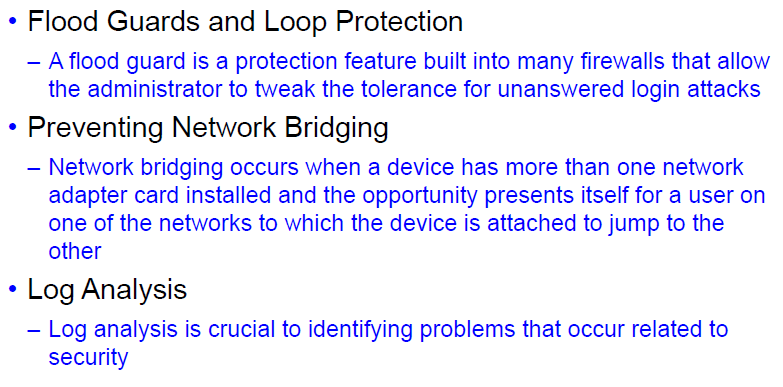 • Flood Guards and Loop Protection
– A flood guard is a protection feature built into many firewalls that allow
the administrator to tweak the tolerance for unanswered login attacks
• Preventing Network Bridging
– Network bridging occurs when a device has more than one network
adapter card installed and the opportunity presents itself for a user on
one of the networks to which the device is attached to jump to the
other
• Log Analysis
– Log analysis is crucial to identifying problems that occur related to
security